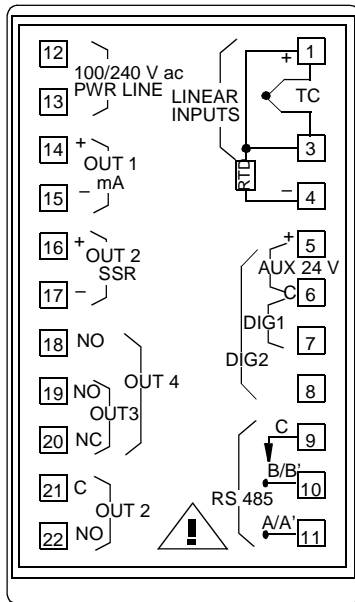 12
100/240 V ac
13
PWR LINE
14 +
OUT 1
mA
15 –
16 +
OUT 2
SSR
17 –
18 NO
OUT 4
19 NO
OUT3
20 NC
21 C
OUT 2
22 NO
LINEAR
INPUTS
+
1
TC
3
RTD
– 4
+ 5
AUX 24 V
C 6
DIG1
7
DIG2
8
C 9
B/B'
10
RS 485
A/A'
11
!